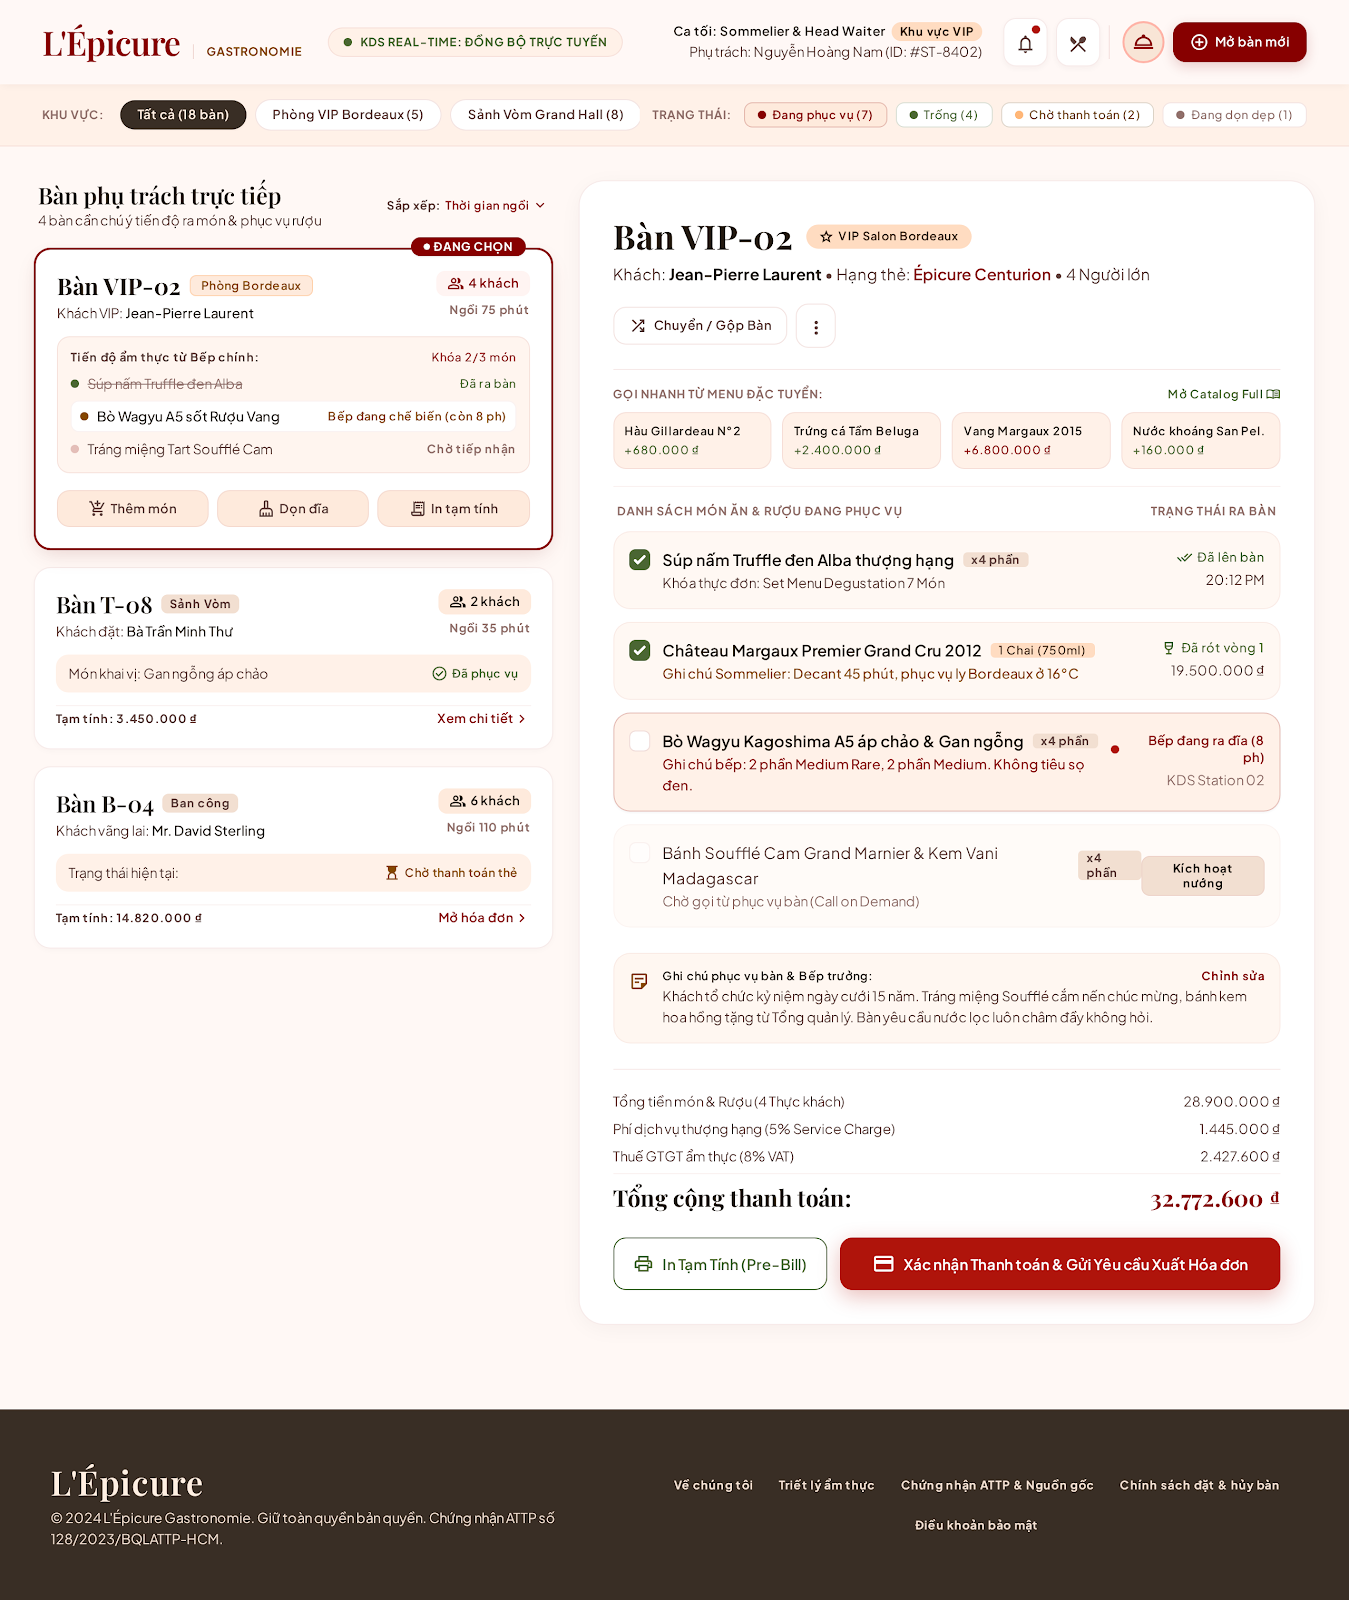 L'Épicure
GASTRONOMIE
KDS REAL-TIME: ĐỒNG BỘ TRỰC TUYẾN
Ca tối: Sommelier & Head Waiter Khu vực VIP
Phụ trách: Nguyễn Hoàng Nam (ID: #ST-8402)
Mở bàn mới
KHU VỰC:
Tất cả (18 bàn)
Phòng VIP Bordeaux (5)
Sảnh Vòm Grand Hall (8)
TRẠNG THÁI:
Đang phục vụ (7)
Trống (4)
Chờ thanh toán (2)
Đang dọn dẹp (1)
Bàn phụ trách trực tiếp
4 bàn cần chú ý tiến độ ra món & phục vụ rượu
Sắp xếp: Thời gian ngồi
ĐANG CHỌN
Bàn VIP-02 Phòng Bordeaux
4 khách
Khách VIP: Jean-Pierre Laurent
Ngồi 75 phút
Tiến độ ẩm thực từ Bếp chính:
Khóa 2/3 món
Súp nấm Truffle đen Alba
Đã ra bàn
Bò Wagyu A5 sốt Rượu Vang
Bếp đang chế biến (còn 8 ph)
Tráng miệng Tart Soufflé Cam
Chờ tiếp nhận
Thêm món
Dọn đĩa
In tạm tính
Bàn T-08 Sảnh Vòm
2 khách
Khách đặt: Bà Trần Minh Thư
Ngồi 35 phút
Món khai vị: Gan ngỗng áp chảo
Đã phục vụ
Tạm tính: 3.450.000 ₫
Xem chi tiết
Bàn B-04 Ban công
6 khách
Khách vãng lai: Mr. David Sterling
Ngồi 110 phút
Trạng thái hiện tại:
Chờ thanh toán thẻ
Tạm tính: 14.820.000 ₫
Mở hóa đơn
Bàn VIP-02 VIP Salon Bordeaux
Khách: Jean-Pierre Laurent • Hạng thẻ: Épicure Centurion • 4 Người lớn
Chuyển / Gộp Bàn
GỌI NHANH TỪ MENU ĐẶC TUYỂN:
Mở Catalog Full
Hàu Gillardeau N°2
+680.000 ₫
Trứng cá Tầm Beluga
+2.400.000 ₫
Vang Margaux 2015
+6.800.000 ₫
Nước khoáng San Pel.
+160.000 ₫
DANH SÁCH MÓN ĂN & RƯỢU ĐANG PHỤC VỤ
TRẠNG THÁI RA BÀN
Súp nấm Truffle đen Alba thượng hạng x4 phần
Đã lên bàn
Khóa thực đơn: Set Menu Degustation 7 Món
20:12 PM
Château Margaux Premier Grand Cru 2012 1 Chai (750ml)
Đã rót vòng 1
Ghi chú Sommelier: Decant 45 phút, phục vụ ly Bordeaux ở 16°C
19.500.000 ₫
Bò Wagyu Kagoshima A5 áp chảo & Gan ngỗng x4 phần
Bếp đang ra đĩa (8
ph)
Ghi chú bếp: 2 phần Medium Rare, 2 phần Medium. Không tiêu sọ
đen.
KDS Station 02
Bánh Soufflé Cam Grand Marnier & Kem Vani
Madagascar
x4
phần
Kích hoạt
nướng
Chờ gọi từ phục vụ bàn (Call on Demand)
Ghi chú phục vụ bàn & Bếp trưởng:
Chỉnh sửa
Khách tổ chức kỷ niệm ngày cưới 15 năm. Tráng miệng Soufflé cắm nến chúc mừng, bánh kem
hoa hồng tặng từ Tổng quản lý. Bàn yêu cầu nước lọc luôn châm đầy không hỏi.
Tổng tiền món & Rượu (4 Thực khách)
28.900.000 ₫
Phí dịch vụ thượng hạng (5% Service Charge)
1.445.000 ₫
Thuế GTGT ẩm thực (8% VAT)
2.427.600 ₫
Tổng cộng thanh toán:
32.772.600 ₫
In Tạm Tính (Pre-Bill)
Xác nhận Thanh toán & Gửi Yêu cầu Xuất Hóa đơn
L'Épicure
© 2024 L'Épicure Gastronomie. Giữ toàn quyền bản quyền. Chứng nhận ATTP số
128/2023/BQLATTP-HCM.
Về chúng tôi
Triết lý ẩm thực
Chứng nhận ATTP & Nguồn gốc
Chính sách đặt & hủy bàn
Điều khoản bảo mật